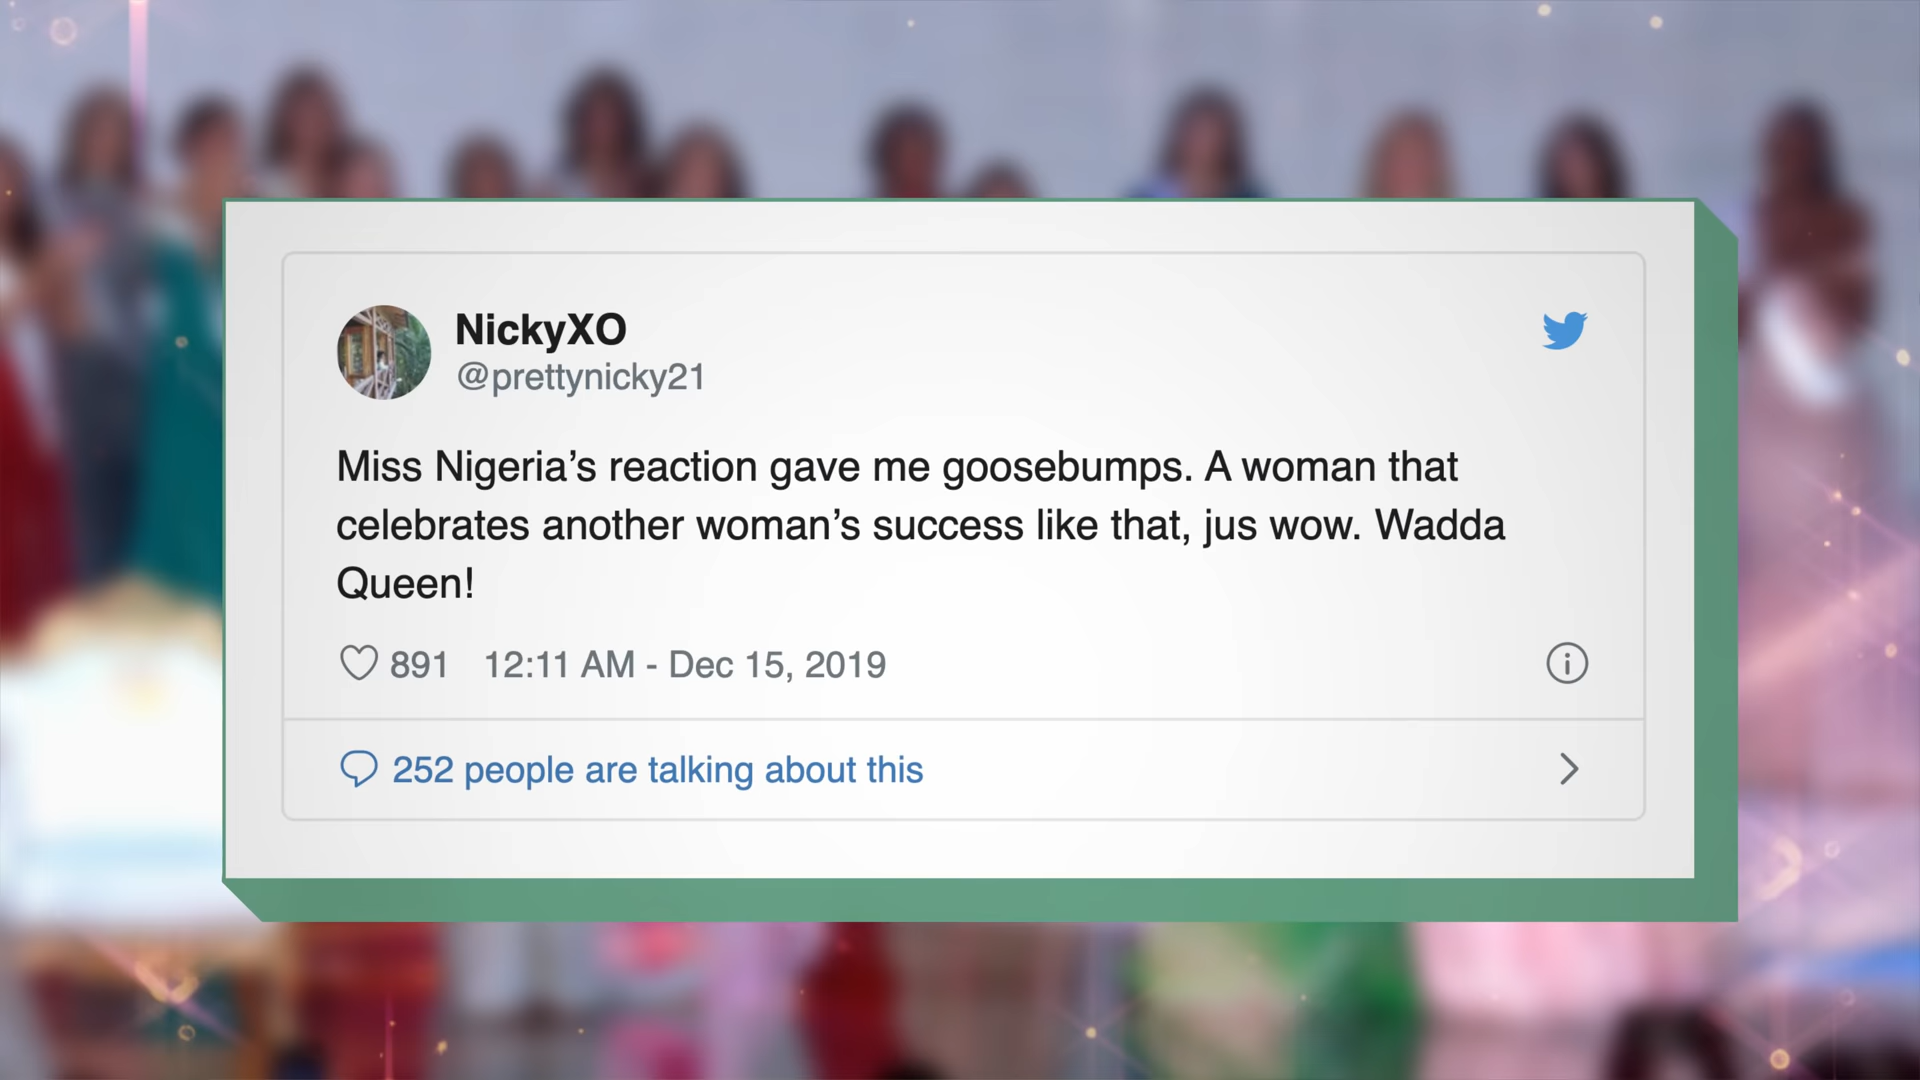 NickyXO
@prettynicky21
Miss Nigeria’s reaction gave me goosebumps. A woman that
celebrates another woman’s success like that, jus wow. Wadda
Queen!
891 12:11 AM - Dec 15, 2019
252 people are talking about this